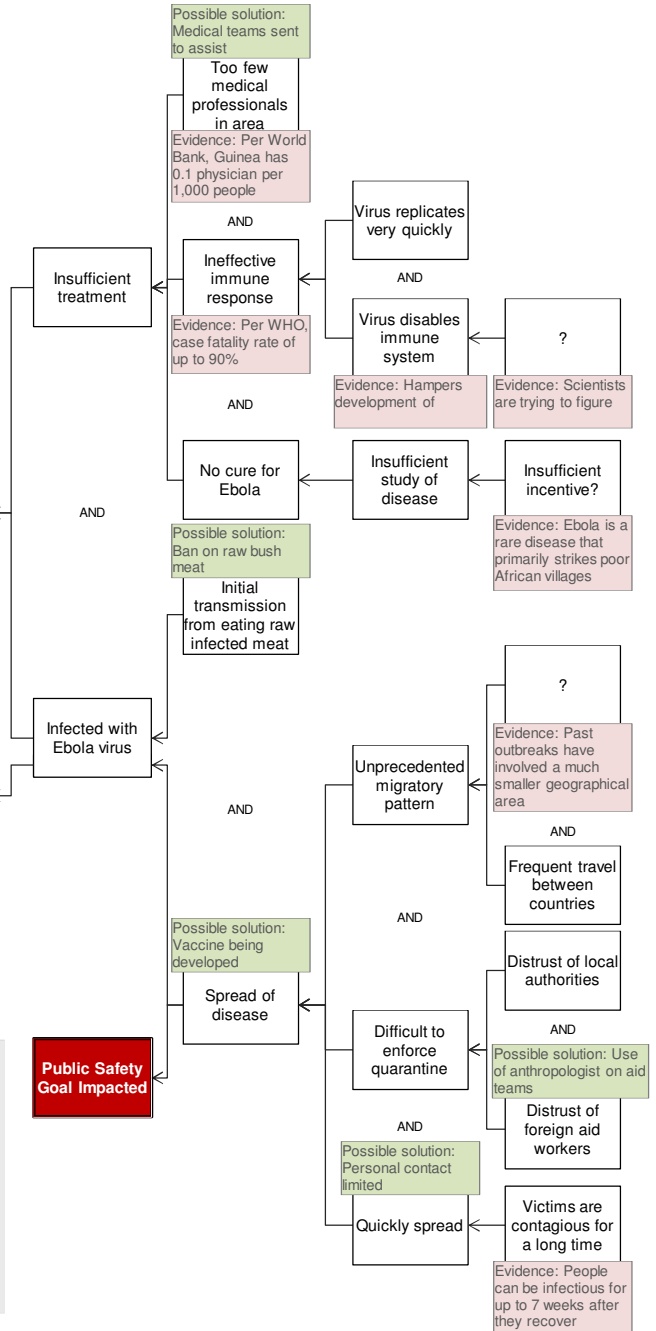 Possible solution:
Medical teams sent
to assist
Too few
medical
professionals
in area
Evidence: Per World
Bank, Guinea has
0.1 physician per
1,000 people
AND
Virus replicates
very quickly
Insufficient
treatment
Ineffective
immune
response
AND
Evidence: Per WHO,
case fatality rate of
up to 90%
Virus disables
immune
system
?
Evidence: Hampers
development of
Evidence: Scientists
are trying to figure
AND
No cure for
Ebola
Insufficient
study of
disease
Insufficient
incentive?
AND
Evidence: Ebola is a
rare disease that
primarily strikes poor
African villages
Possible solution:
Ban on raw bush
meat
Initial
transmission
from eating raw
infected meat
?
Infected with
Ebola virus
Evidence: Past
outbreaks have
involved a much
smaller geographical
area
Unprecedented
migratory
pattern
AND
AND
Frequent travel
between
countries
AND
Possible solution:
Vaccine being
developed
Spread of
disease
Distrust of local
authorities
Difficult to
enforce
quarantine
AND
Possible solution: Use
of anthropologist on aid
teams
Distrust of
foreign aid
workers
Public Safety
Goal Impacted
AND
Possible solution:
Personal contact
limited
Quickly spread
Victims are
contagious for
a long time
Evidence: People
can be infectious for
up to 7 weeks after
they recover